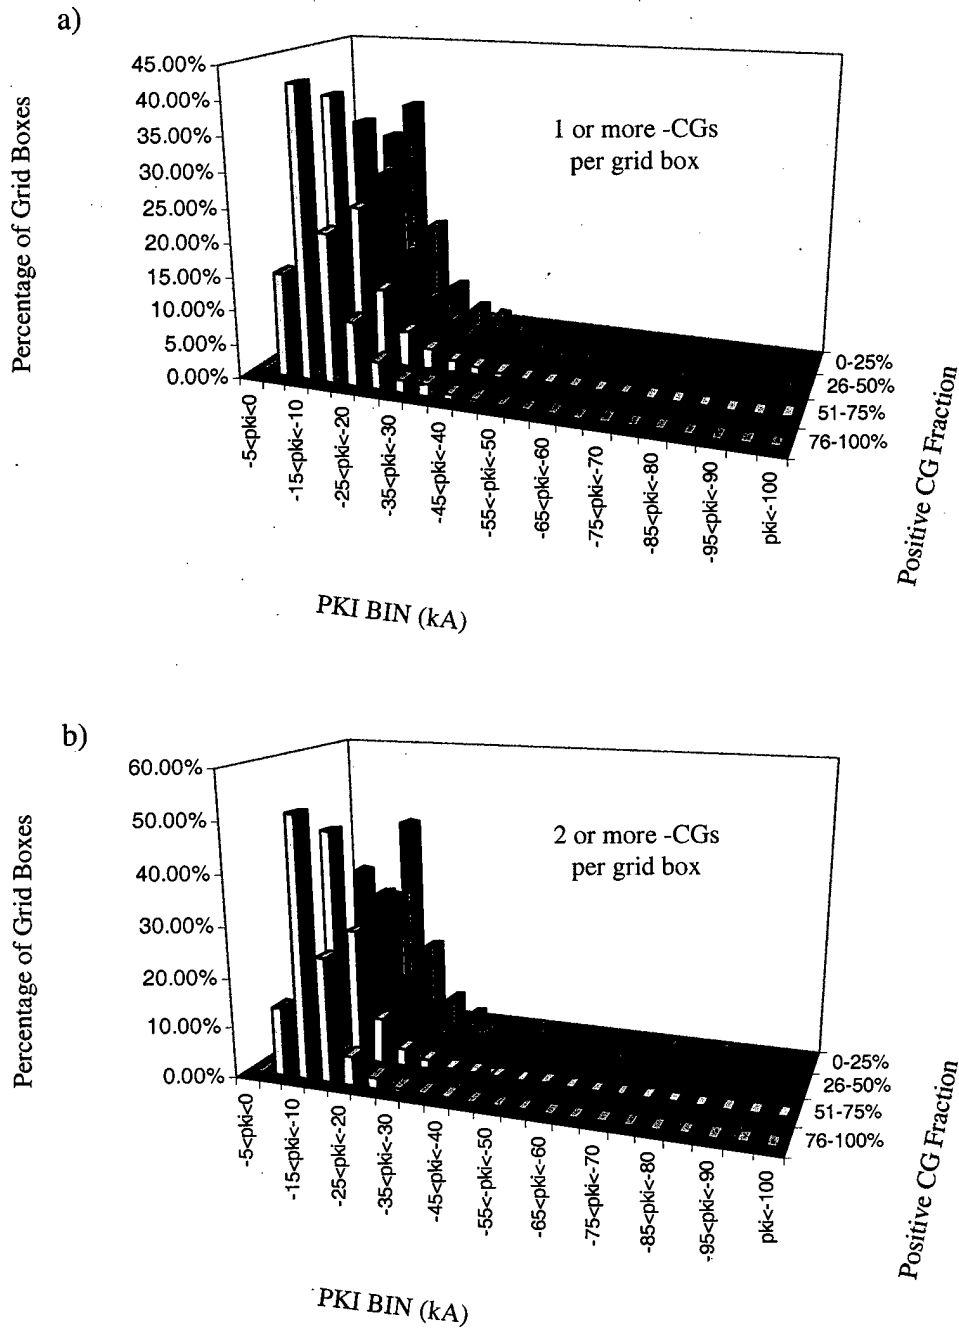 a)
Percentage of Grid Boxes
45.00%
40.00%
35.00%
30.00%
25.00%
20.00%
15.00%
10.00%
5.00%
0.00%
1 or more -CGs
per grid box
-5<pki<0
-15<pki<-10
-25<pki<-20
-35<pki<-30
-45<pki<-40
-55<-pki<-50
-65<pki<-60
-75<pki<-70
-85<pki<-80
-95<pki<-90
pki<-100
0-25%
26-50%
51-75%
76-100%
Positive CG Fraction
PKI BIN (kA)
b)
Percentage of Grid Boxes
60.00%
50.00%
40.00%
30.00%
20.00%
10.00%
0.00%
2 or more -CGs
per grid box
-5<pki<0
-15<pki<-10
-25<pki<-20
-35<pki<-30
-45<pki<-40
-55<-pki<-50
-65<pki<-60
-75<pki<-70
-85<pki<-80
-95<pki<-90
pki<-100
0-25%
26-50%
51-75%
76-100%
Positive CG Fraction
PKI BIN (kA)